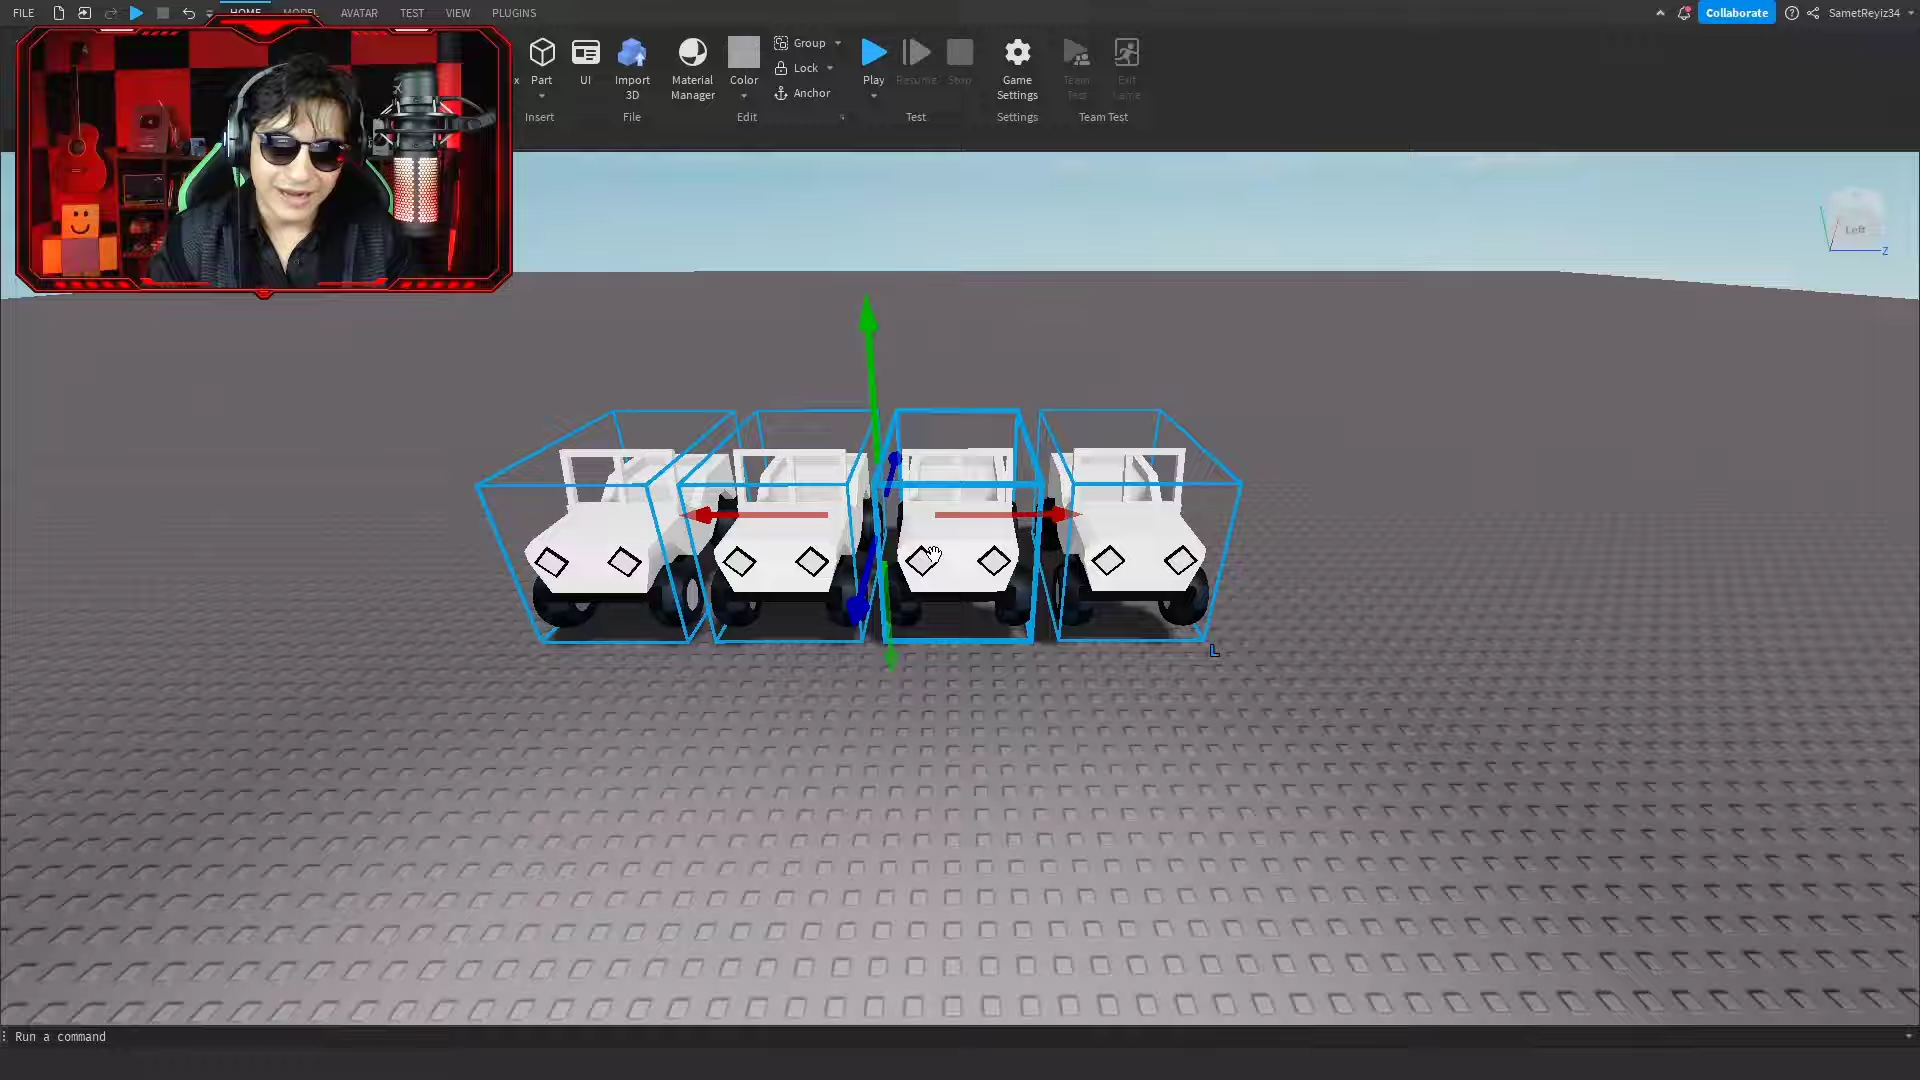 FILE
HOME
MODEL
AVATAR
TEST
VIEW
PLUGINS
Collaborate
SametReyiz34
x
Part
UI
Import
3D
Material
Manager
Color
Group
Lock
Anchor
Play
Resume
Stop
Game
Settings
Team
Test
Exit
Game
Insert
File
Edit
Test
Settings
Team Test
Left
Z
L
Run a command